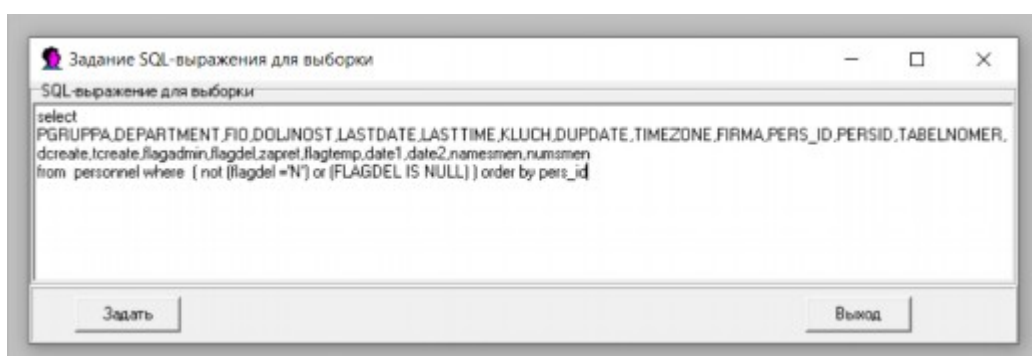 Задание SQL-выражения для выборки
SQL-выражение для выборки
select
PGRUPPA,DEPARTMENT,FIO,DOLJNOST,LASTDATE,LASTTIME,KLUCH,DUPDATE,TIMEZONE,FIRMA,PERS_ID,PERSID,TABELNOMER,
dcreate,tcreate,flagadmin,flagdel,zapret,flagtemp,date1,date2,namesmen,numsmen
from personnel where ( not (flagdel ='N') or (FLAGDEL IS NULL) ) order by pers_id
Задать Выход